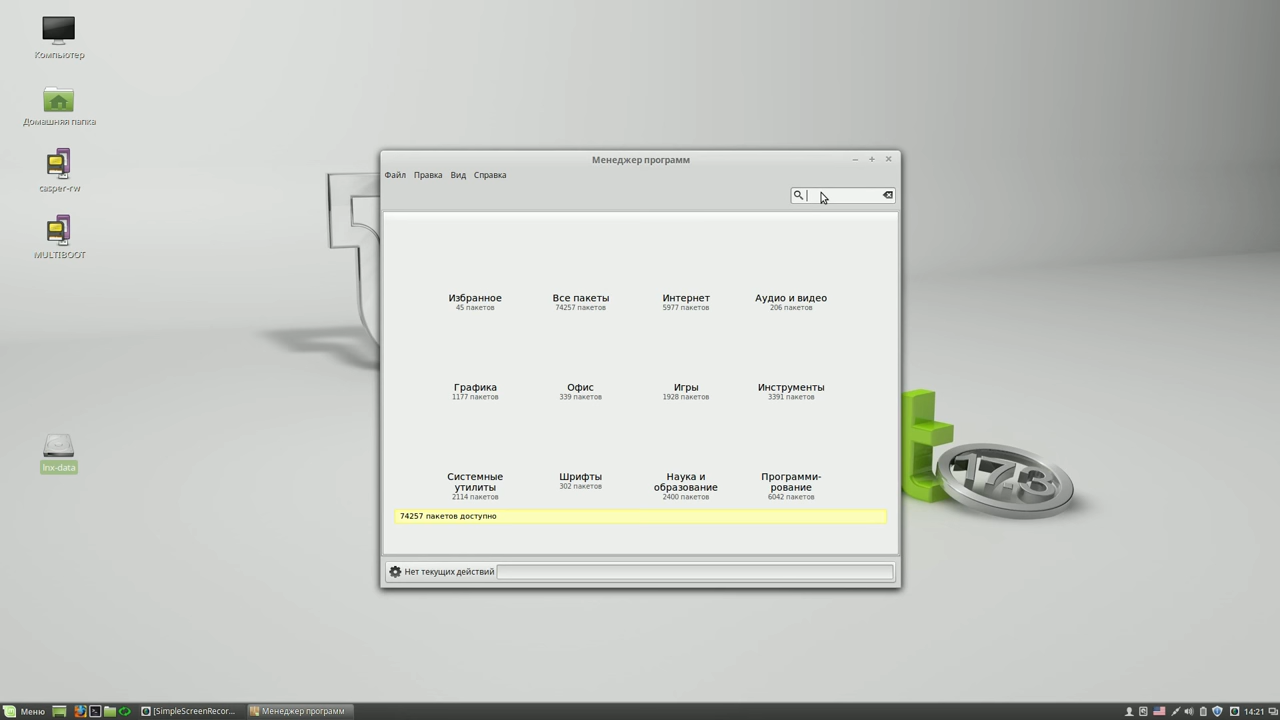 Компьютер
Домашняя папка
casper-rw
MULTIBOOT
lnx-data
Менеджер программ
Файл Правка Вид Справка
Избранное
45 пакетов
Все пакеты
74257 пакетов
Интернет
5977 пакетов
Аудио и видео
206 пакетов
Графика
1177 пакетов
Офис
339 пакетов
Игры
1928 пакетов
Инструменты
3391 пакетов
Системные
утилиты
2114 пакетов
Шрифты
302 пакетов
Наука и
образование
2400 пакетов
Программи-
рование
6042 пакетов
74257 пакетов доступно
Нет текущих действий
17.3
Меню [SimpleScreenRecor... Менеджер программ 14:21